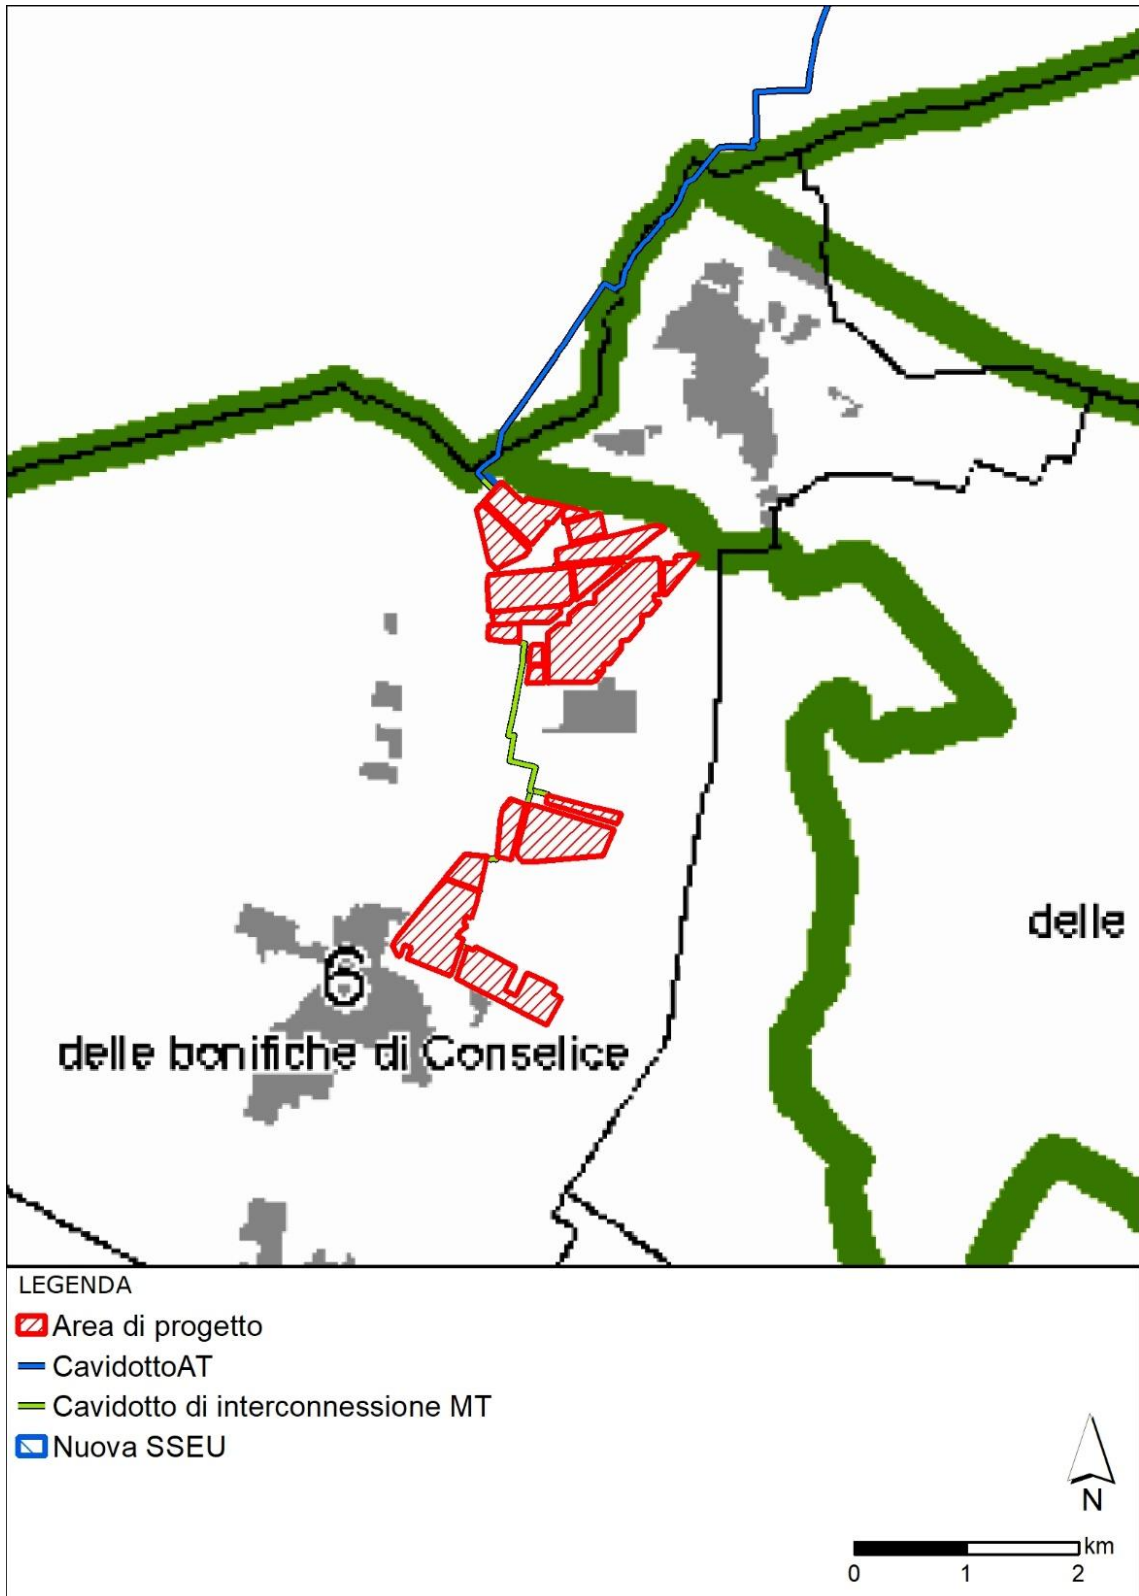 delle
6
delle bonifiche di Conselice
LEGENDA
Area di progetto
CavidottoAT
Cavidotto di interconnessione MT
Nuova SSEU
N
km
0 1 2